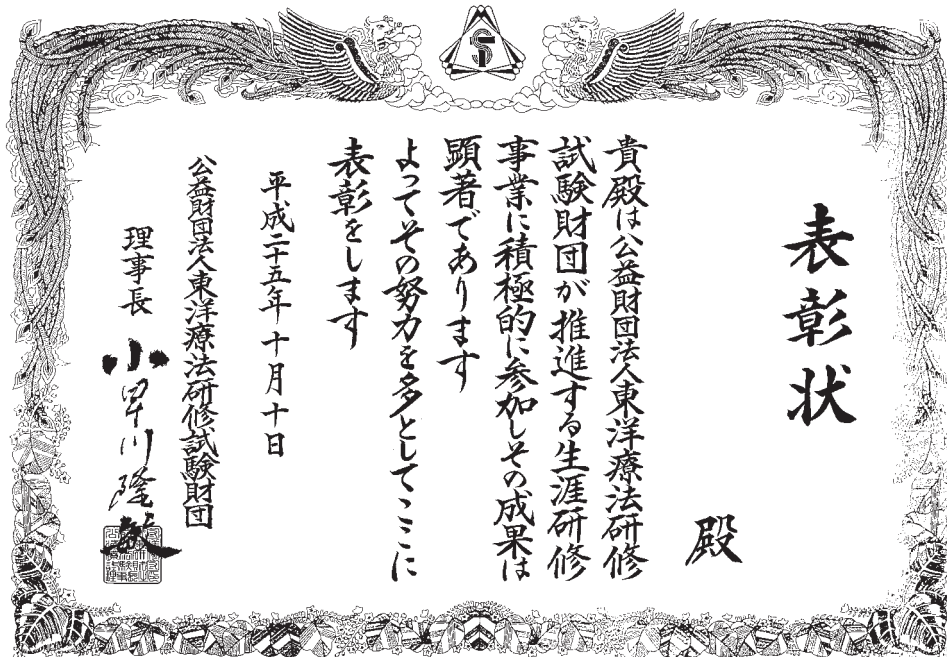 表彰状
殿
貴殿は公益財団法人東洋療法研修
試験財団が推進する生涯研修
事業に積極的に参加しその成果は
顕著であります
よってその努力を多としてここに
表彰をします
平成二十五年十月十日
公益財団法人東洋療法研修試験財団
理事長 小川